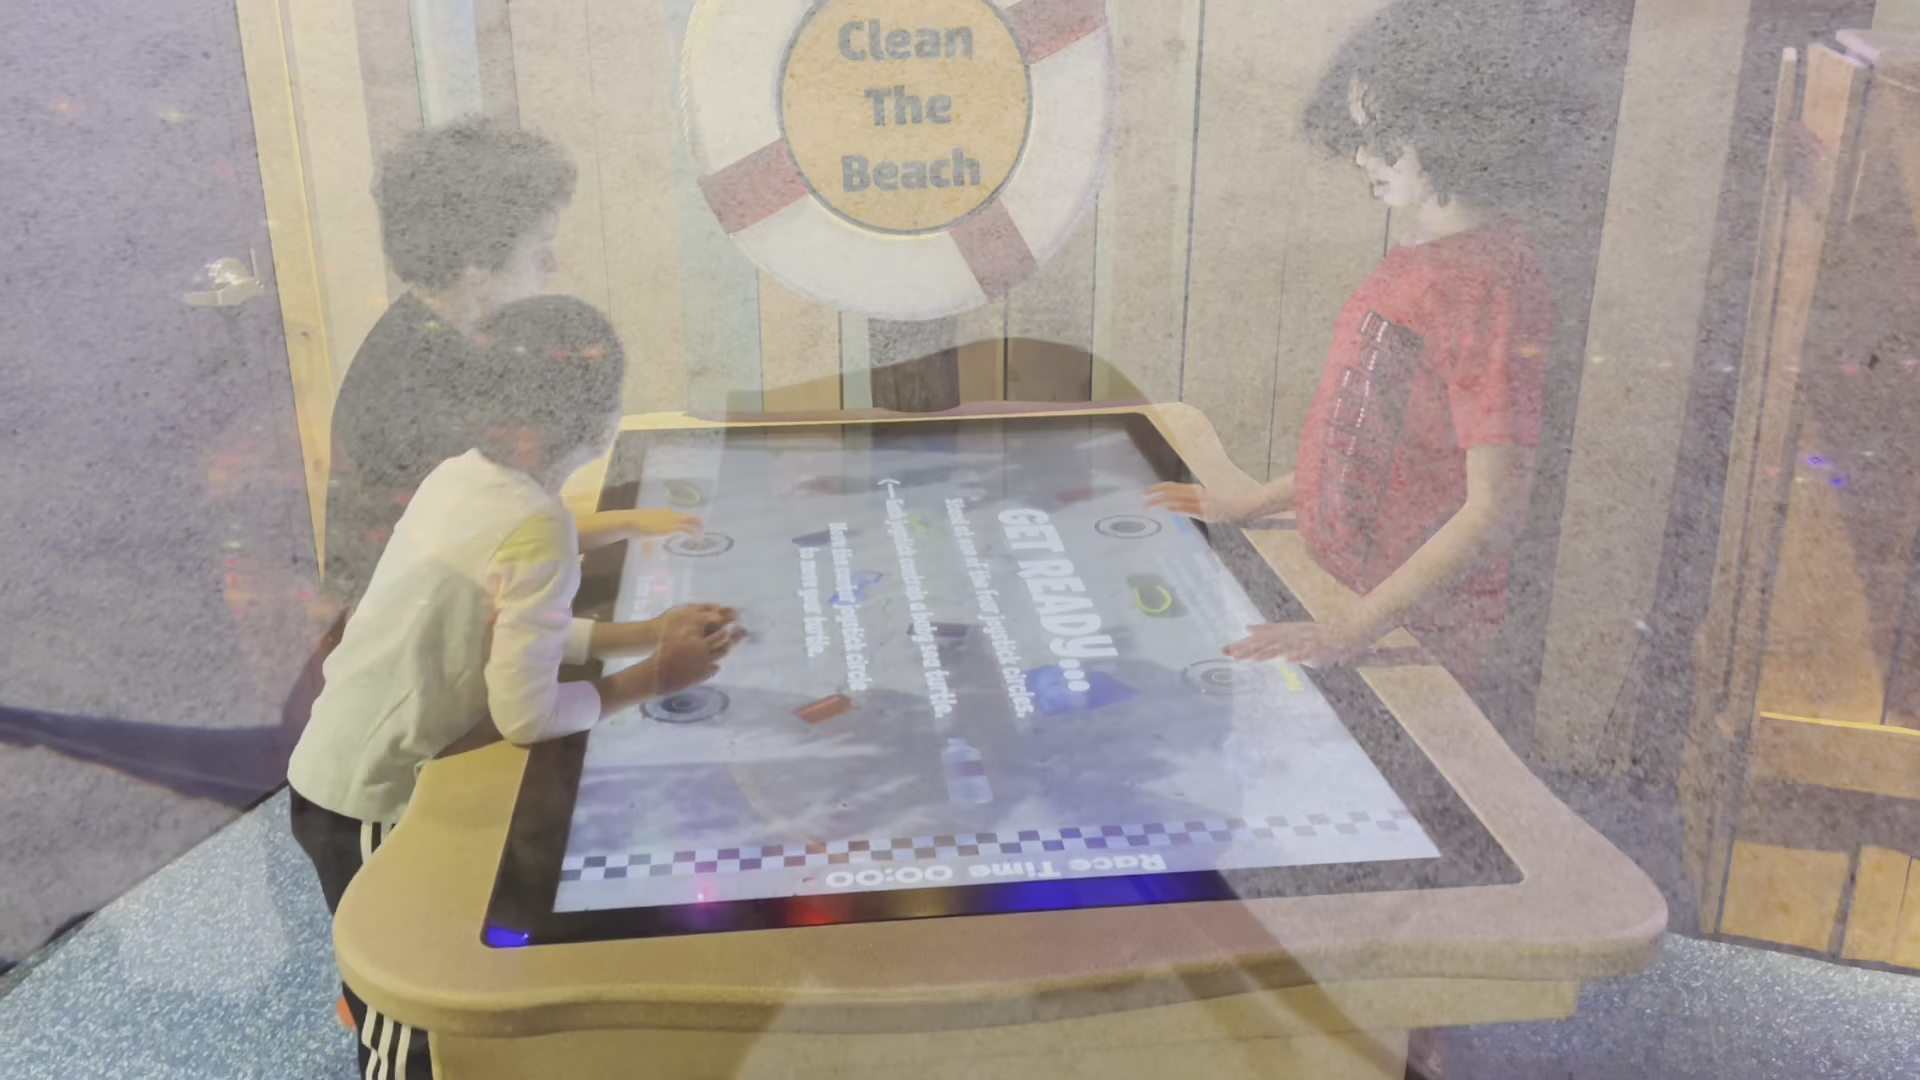 Clean
The
Beach
GET READY...
Stand at one of the four joystick circles.
<—Each joystick controls a baby sea turtle.
Move the center joystick circle
to move your turtle.
Race Time 00:00